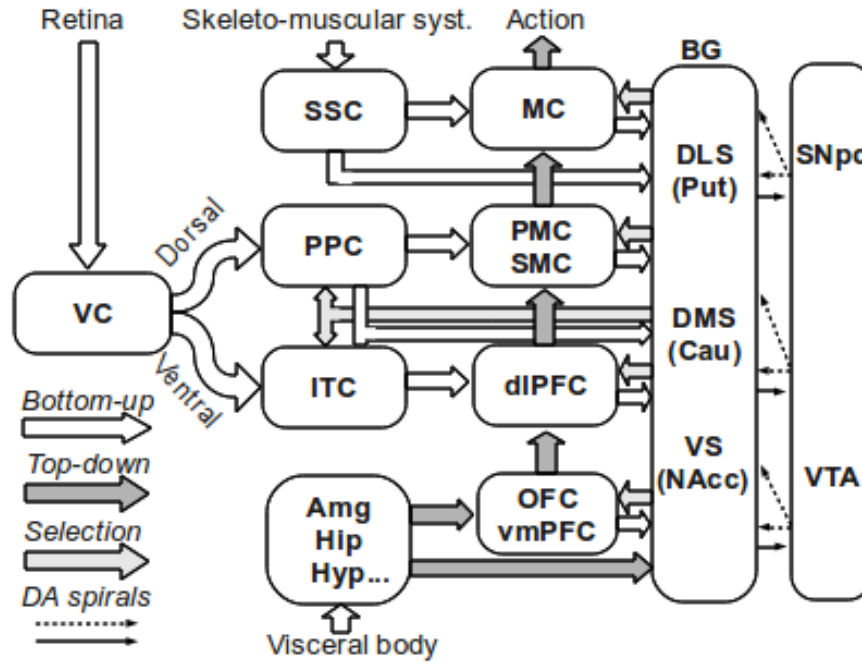 Retina
Skeleto-muscular syst.
Action
BG
SSC
MC
DLS
(Put)
SNpc
Dorsal
PPC
PMC
SMC
VC
DMS
(Cau)
Ventral
ITC
dlPFC
Bottom-up
Top-down
Selection
DA spirals
VS
(NAcc)
VTA
Amg
Hip
Hyp...
OFC
vmPFC
Visceral body